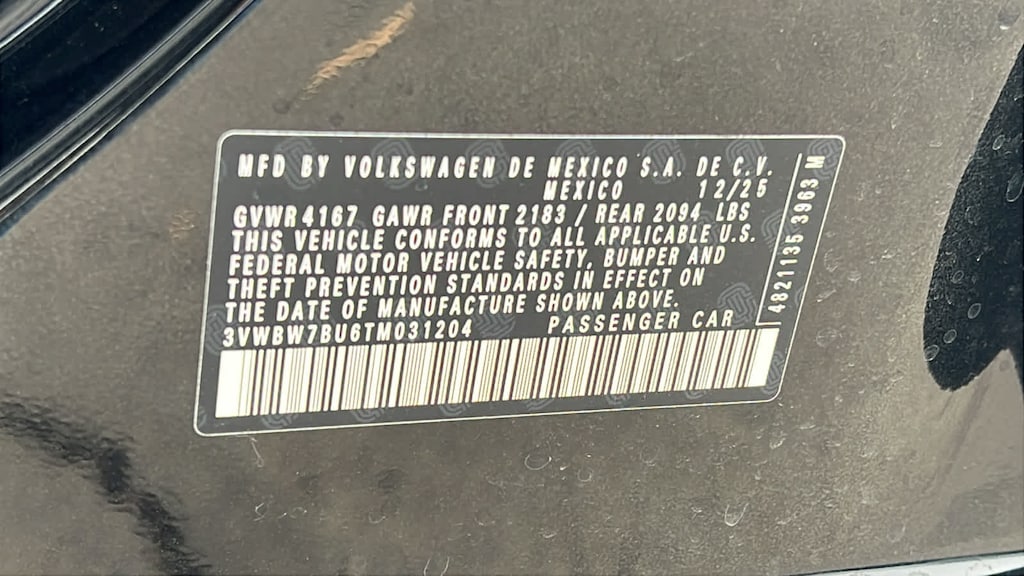 MFD BY VOLKSWAGEN DE MEXICO S.A. DE C.V.
MEXICO 12/25
GVWR 4167 GAWR FRONT 2183 / REAR 2094 LBS
THIS VEHICLE CONFORMS TO ALL APPLICABLE U.S.
FEDERAL MOTOR VEHICLE SAFETY, BUMPER AND
THEFT PREVENTION STANDARDS IN EFFECT ON
THE DATE OF MANUFACTURE SHOWN ABOVE.
3VWBW7BU6TM031204 PASSENGER CAR
4821135 3963 M